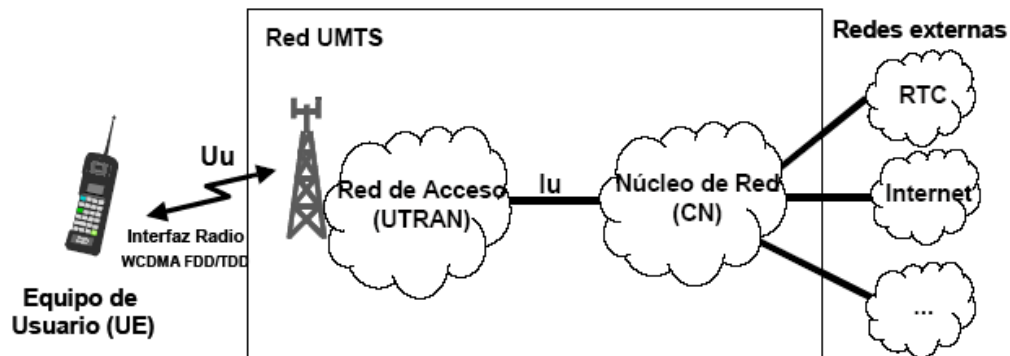 Red UMTS
Redes externas
RTC
Uu
Red de Acceso
(UTRAN)
Iu
Núcleo de Red
(CN)
Internet
Interfaz Radio
WCDMA FDD/TDD
Equipo de
Usuario (UE)
...